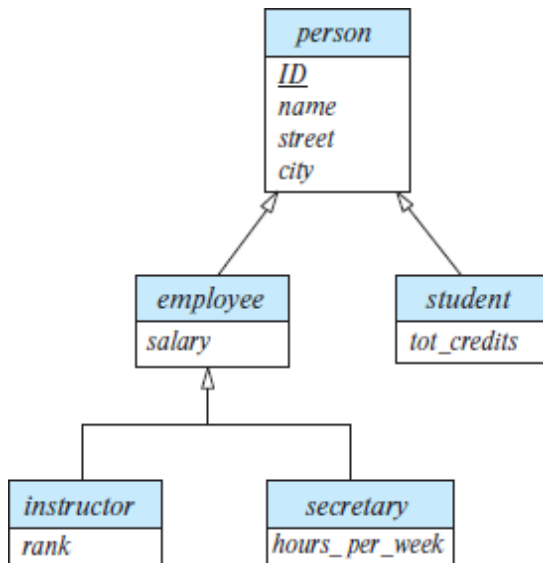 person
ID
name
street
city
employee
salary
student
tot_credits
instructor
rank
secretary
hours_per_week